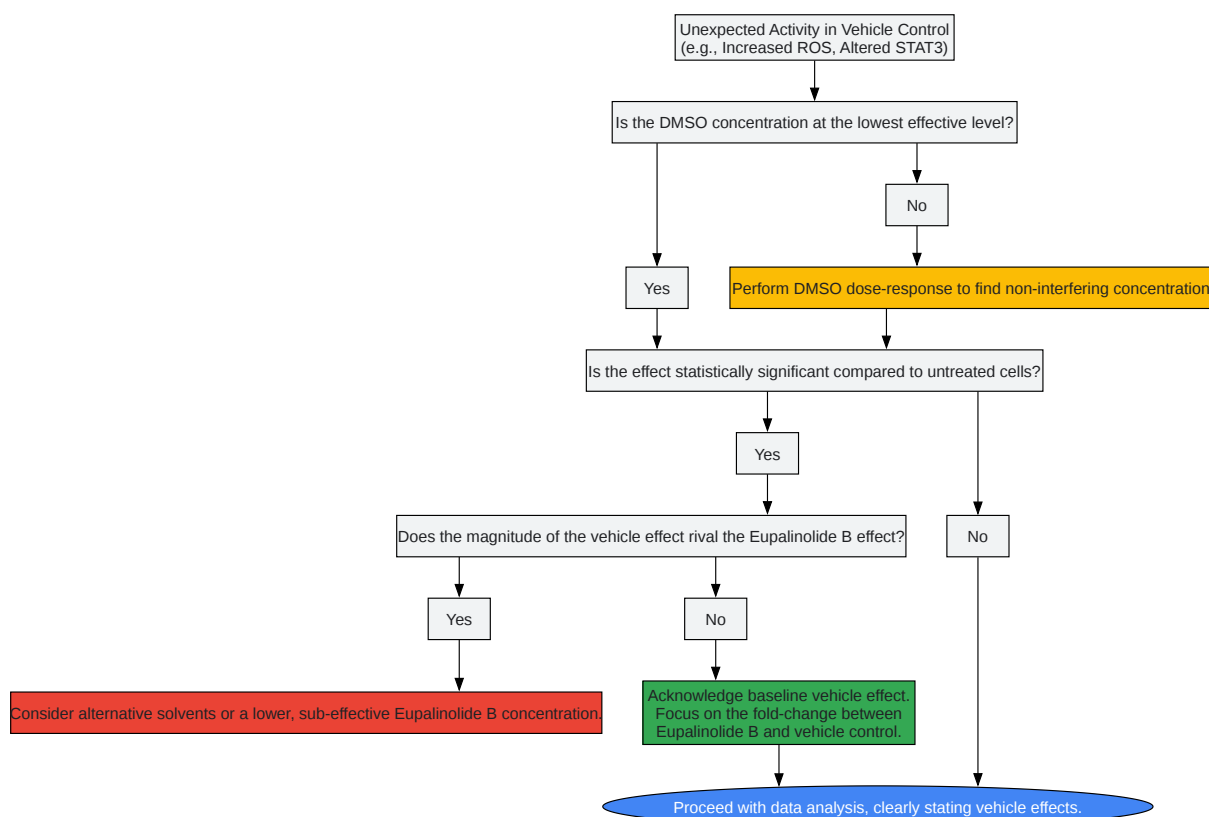 Unexpected Activity in Vehicle Control
(e.g., Increased ROS, Altered STAT3)
Is the DMSO concentration at the lowest effective level?
No
Yes
Perform DMSO dose-response to find non-interfering concentration
Is the effect statistically significant compared to untreated cells?
Yes
Does the magnitude of the vehicle effect rival the Eupalinolide B effect?
No
Yes
No
Consider alternative solvents or a lower, sub-effective Eupalinolide B concentration.
Acknowledge baseline vehicle effect.
Focus on the fold-change between
Eupalinolide B and vehicle control.
Proceed with data analysis, clearly stating vehicle effects.